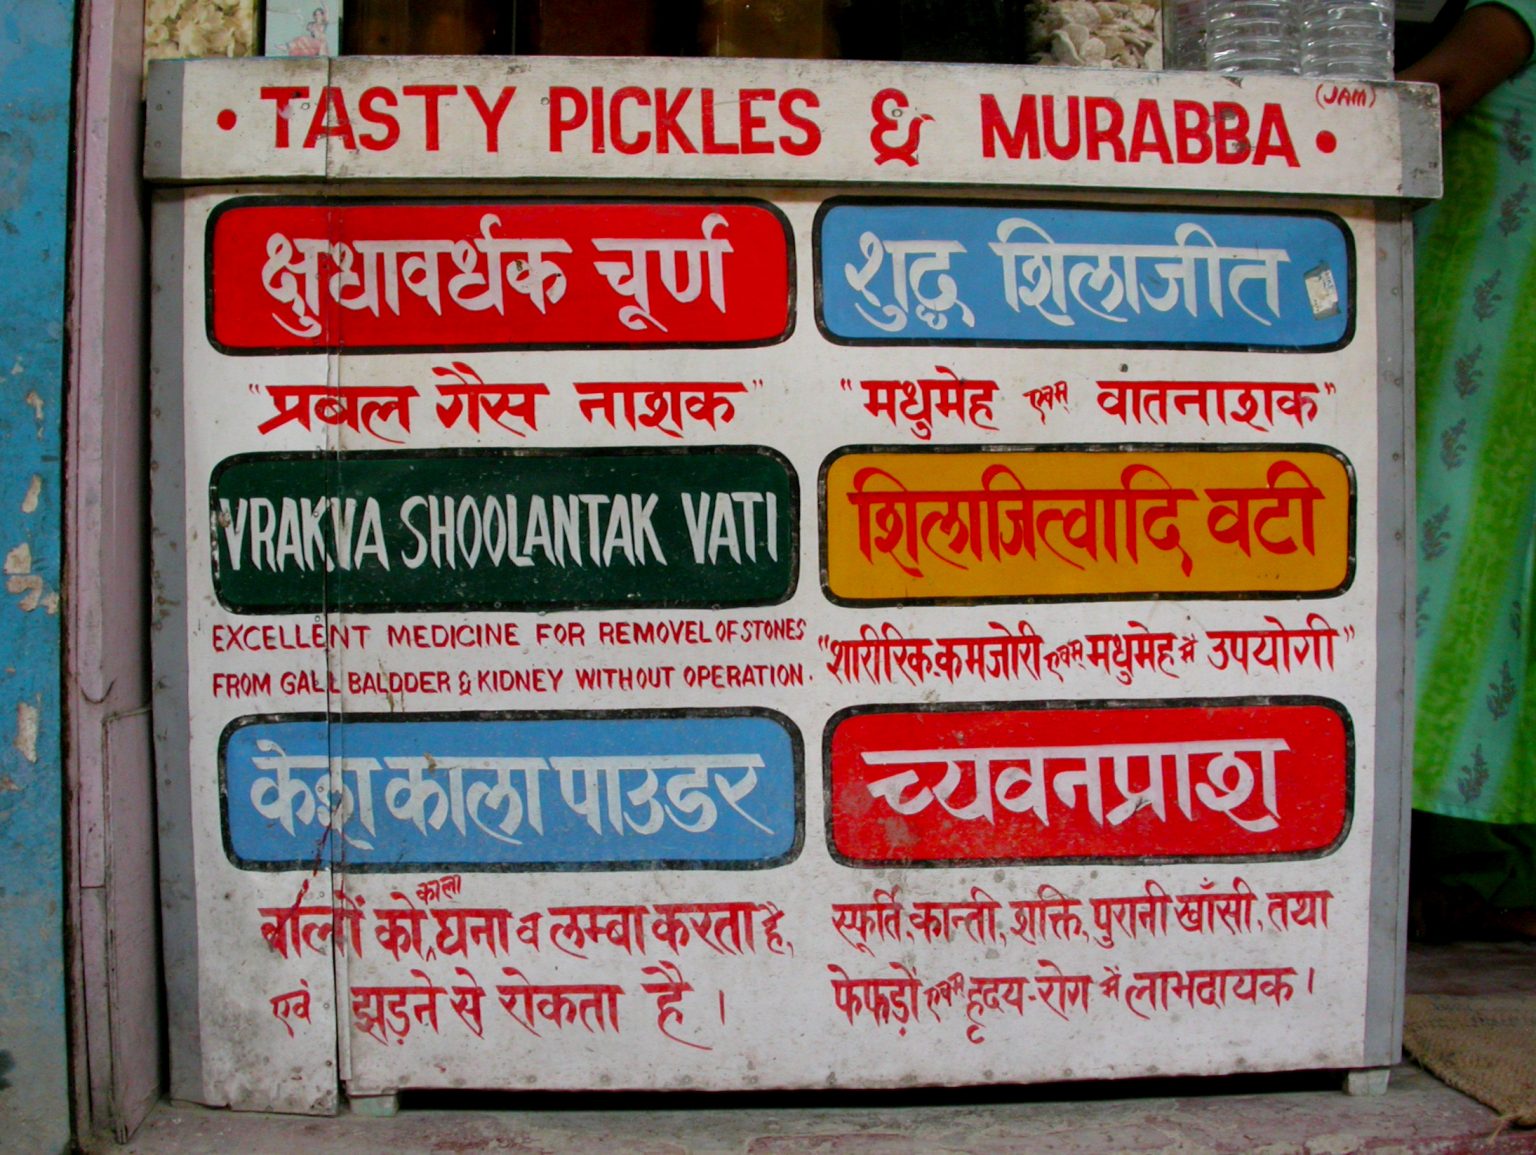 • TASTY PICKLES & MURABBA (JAM) •
क्षुधावर्धक चूर्ण
"प्रबल गैस नाशक"
VRAKVA SHOOLANTAK VATI
EXCELLENT MEDICINE FOR REMOVEL OF STONES
FROM GALL BALDDER & KIDNEY WITHOUT OPERATION.
केश काला पाउडर
बालों को काला घना व लम्बा करता है,
एवं झड़ने से रोकता है ।
शुद्ध शिलाजीत
"मधुमेह एवम् वातनाशक"
शिलाजित्वादि वटी
"शारीरिक कमजोरी एवम् मधुमेह में उपयोगी"
च्यवनप्राश
स्फूर्ति, कान्ती, शक्ति, पुरानी खाँसी, तथा
फेफड़ों एवम् हृदय-रोग में लाभदायक ।